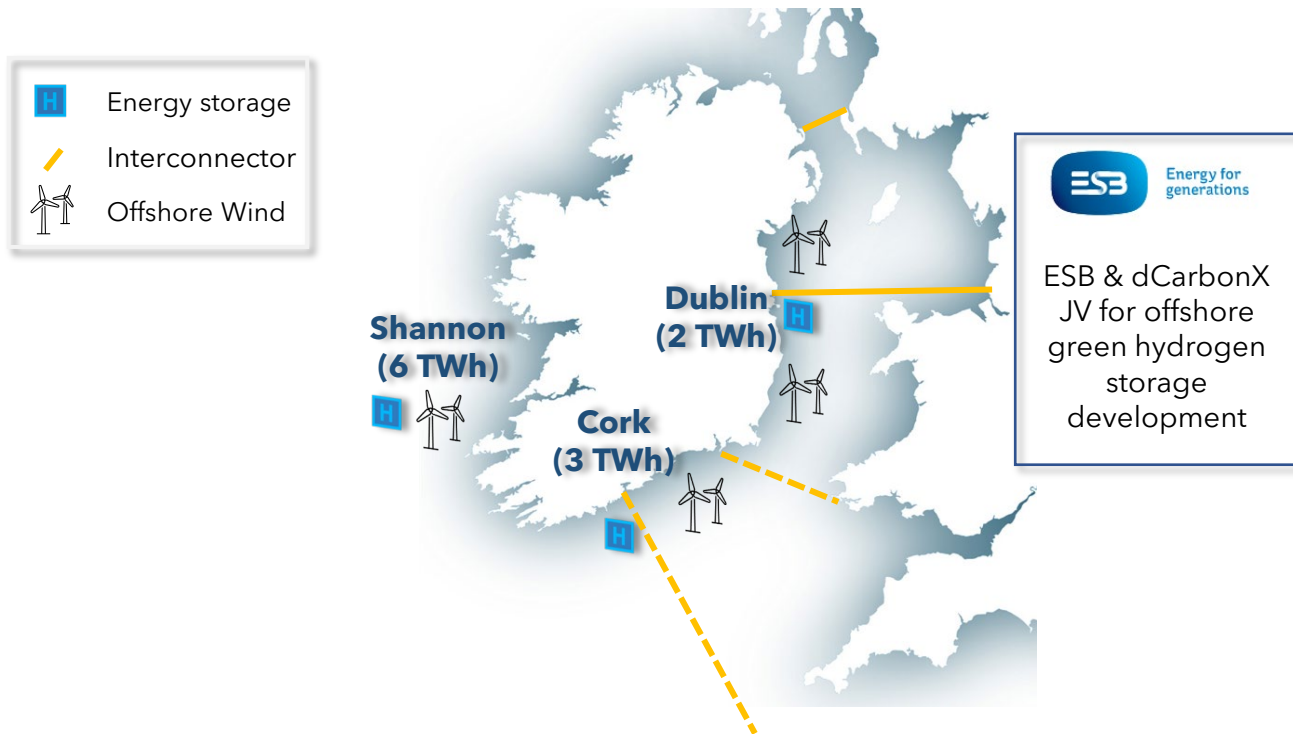 H Energy storage
Interconnector
Offshore Wind
ESB
Energy for
generations
ESB & dCarbonX
JV for offshore
green hydrogen
storage
development
Dublin
(2 TWh)
H
Shannon
(6 TWh)
H
Cork
(3 TWh)
H